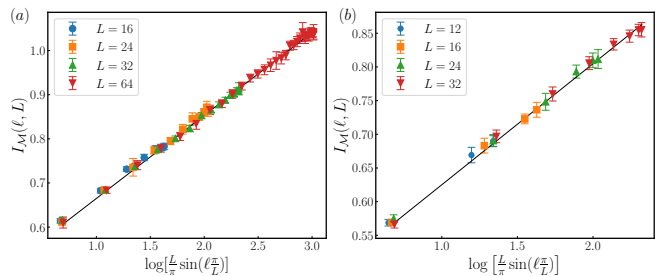 (a)
L = 16
L = 24
L = 32
L = 64
1.0
0.9
0.8
0.7
0.6
1.0
1.5
2.0
2.5
3.0
I_M(ℓ, L)
log[L/π sin(ℓπ/L)]
(b)
L = 12
L = 16
L = 24
L = 32
0.85
0.80
0.75
0.70
0.65
0.60
0.55
1.0
1.5
2.0
I_M(ℓ, L)
log [L/π sin(ℓπ/L)]